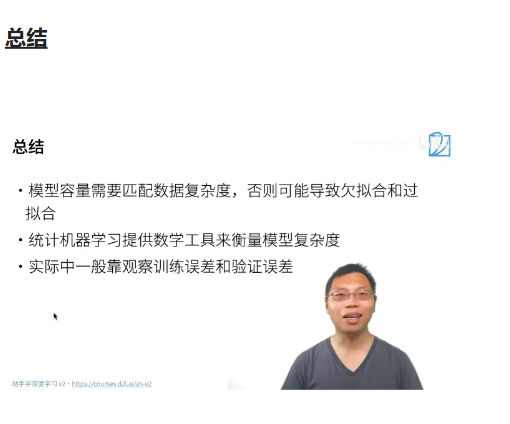 总结
总结
・模型容量需要匹配数据复杂度，否则可能导致欠拟合和过
拟合
・统计机器学习提供数学工具来衡量模型复杂度
・实际中一般靠观察训练误差和验证误差
动手学深度学习 v2・https://courses.d2l.ai/zh-v2